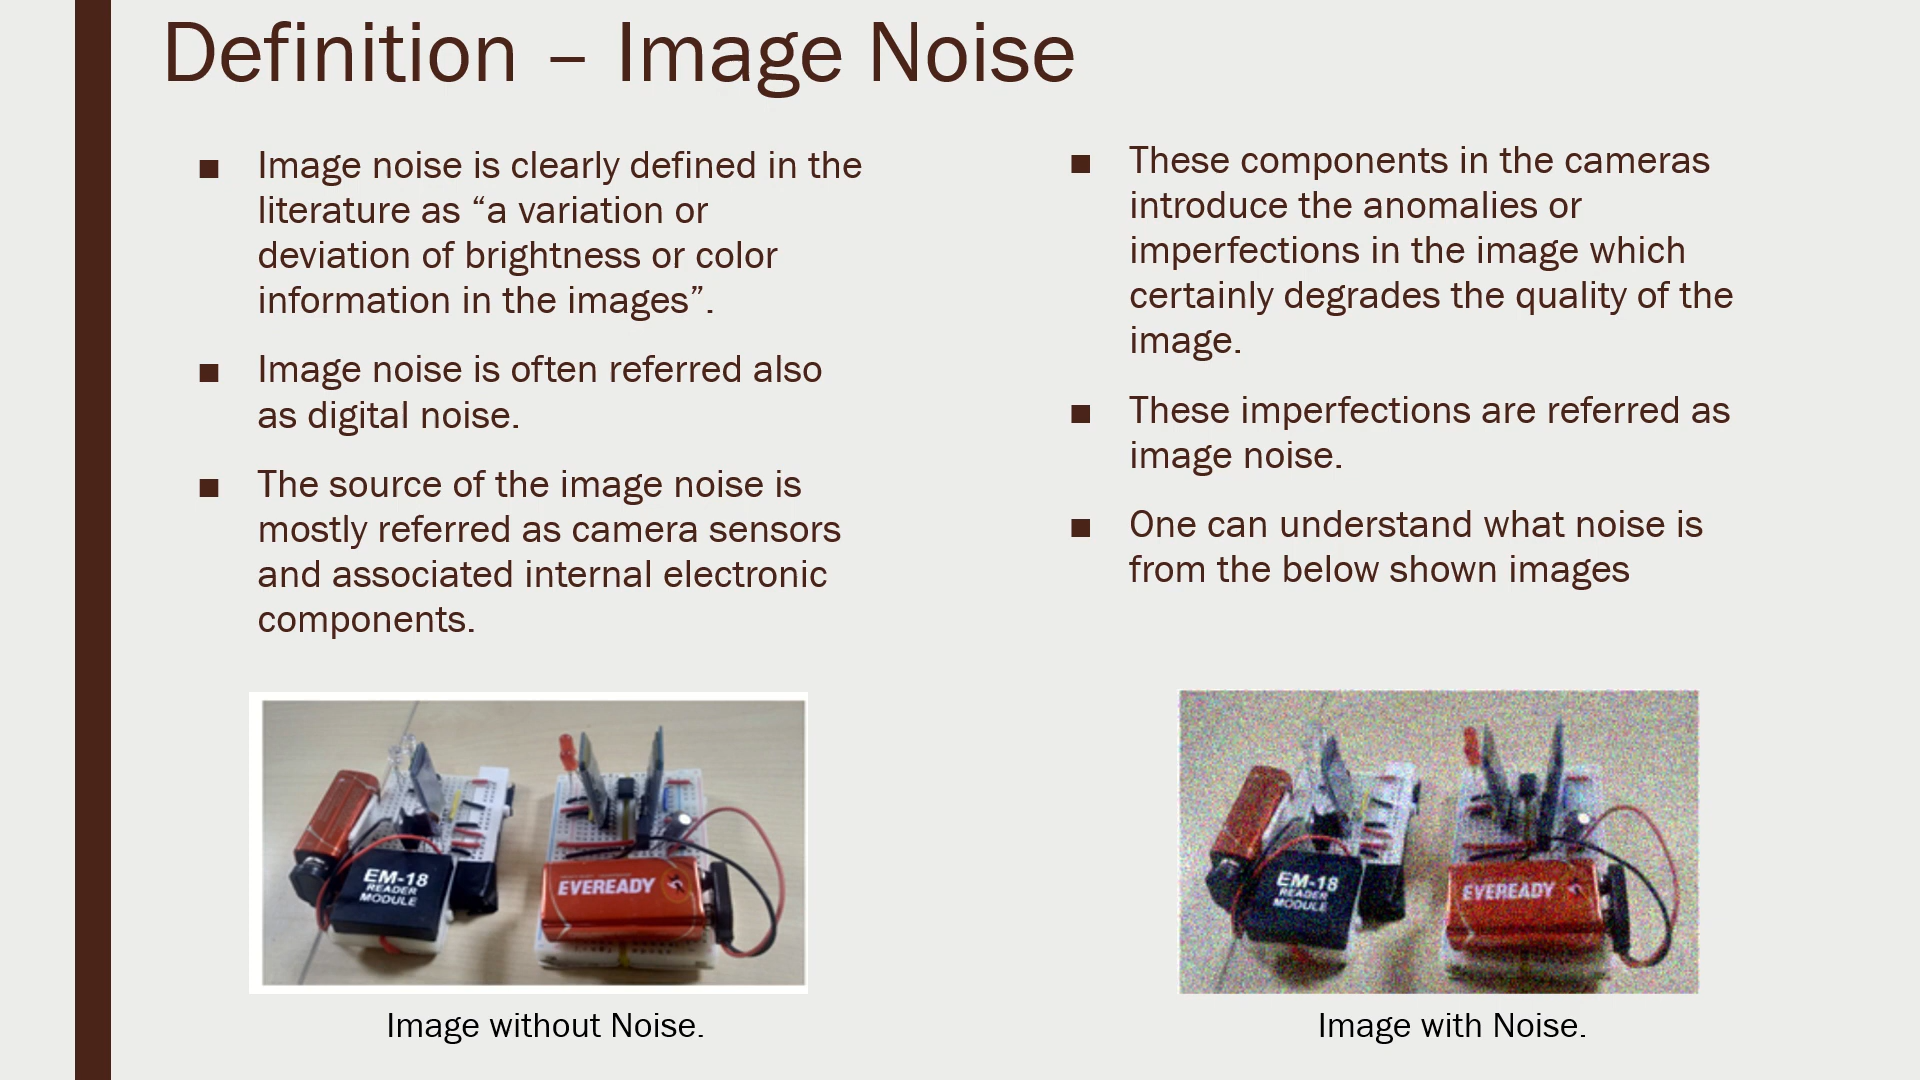 Definition – Image Noise
■ Image noise is clearly defined in the
literature as “a variation or
deviation of brightness or color
information in the images”.
■ Image noise is often referred also
as digital noise.
■ The source of the image noise is
mostly referred as camera sensors
and associated internal electronic
components.
■ These components in the cameras
introduce the anomalies or
imperfections in the image which
certainly degrades the quality of the
image.
■ These imperfections are referred as
image noise.
■ One can understand what noise is
from the below shown images
EM-18
READER
MODULE
EVEREADY
Image without Noise.
EM-18
READER
MODULE
EVEREADY
Image with Noise.